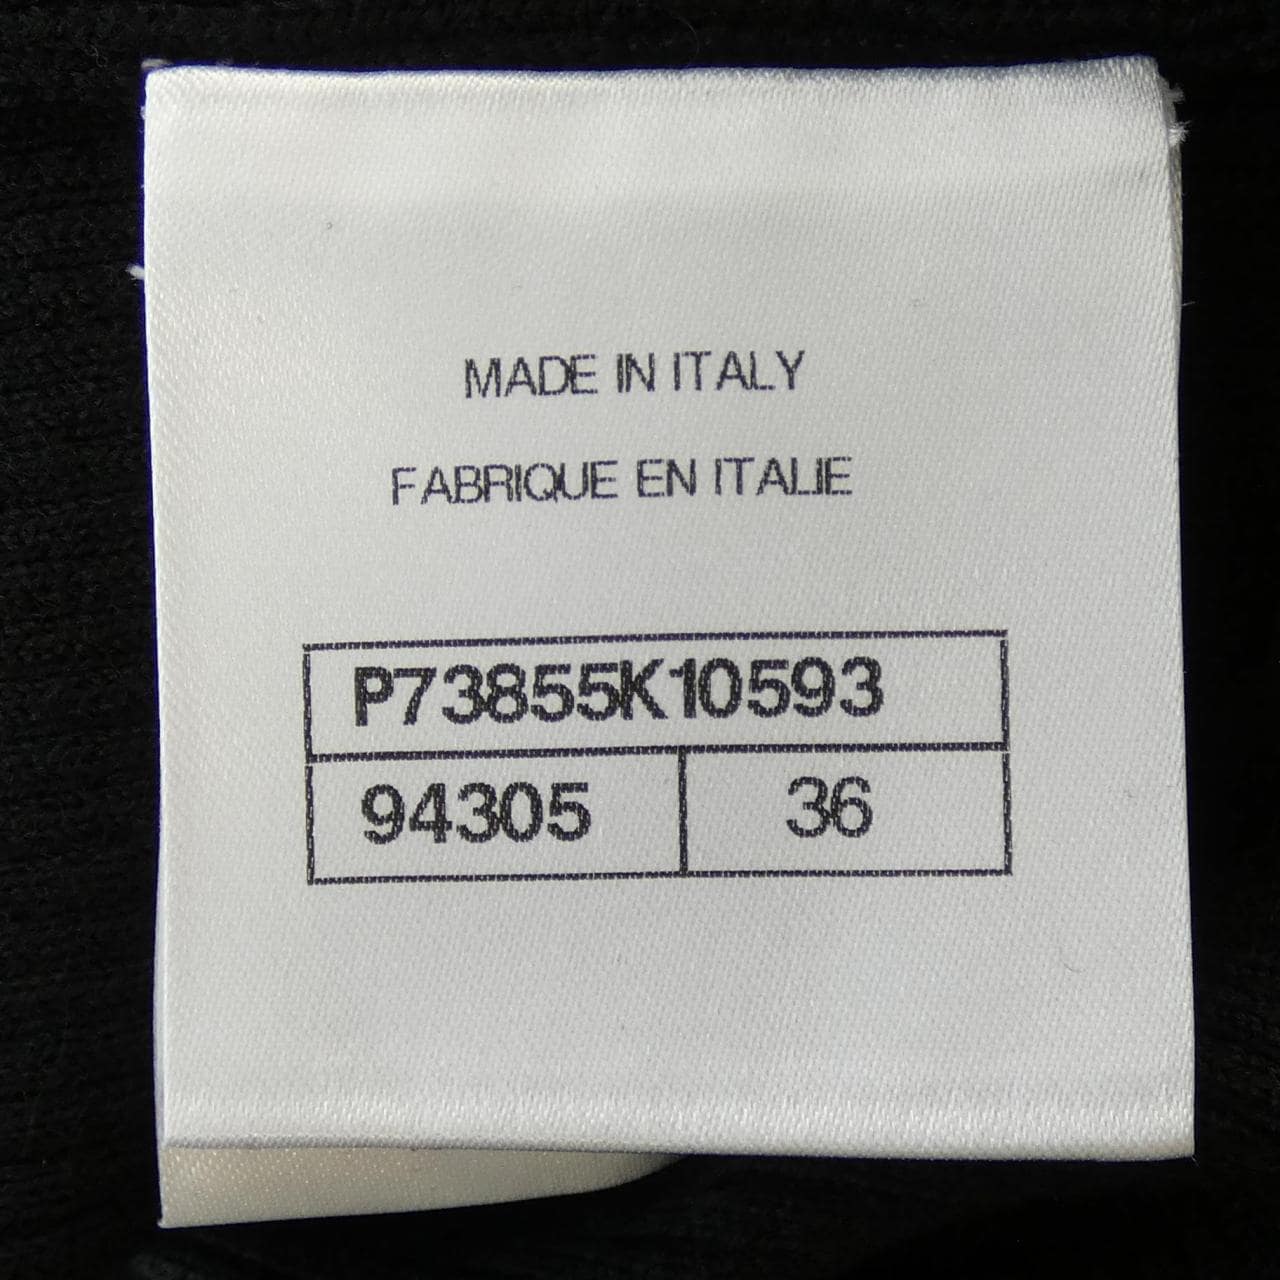 MADE IN ITALY
FABRIQUE EN ITALIE
P73855K10593
94305 36